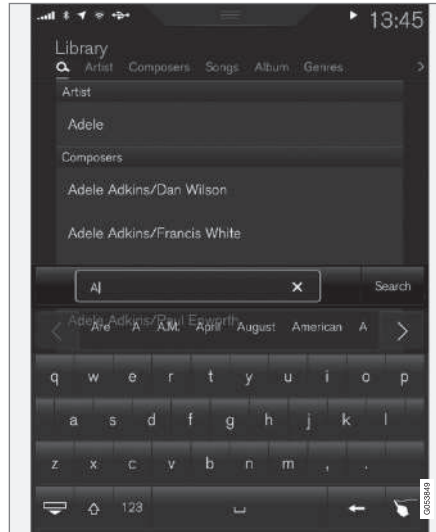 13:45
Library
Artist Composers Songs Album Genres
Artist
Adele
Composers
Adele Adkins/Dan Wilson
Adele Adkins/Francis White
A
Search
Adele Adkins/Paul Epworth
Are A A.M. April August American A
q w e r t y u i o p
a s d f g h j k l
z x c v b n m , .
123
G053849